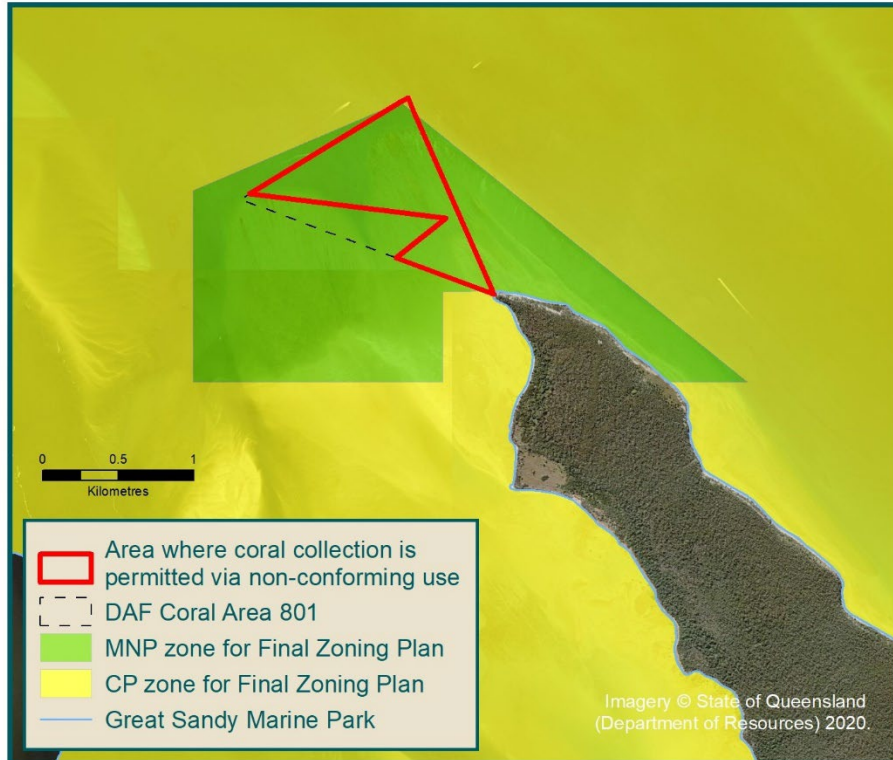 0 0.5 1
Kilometres
Area where coral collection is
permitted via non-conforming use
DAF Coral Area 801
MNP zone for Final Zoning Plan
CP zone for Final Zoning Plan
Great Sandy Marine Park
Imagery © State of Queensland
(Department of Resources) 2020.